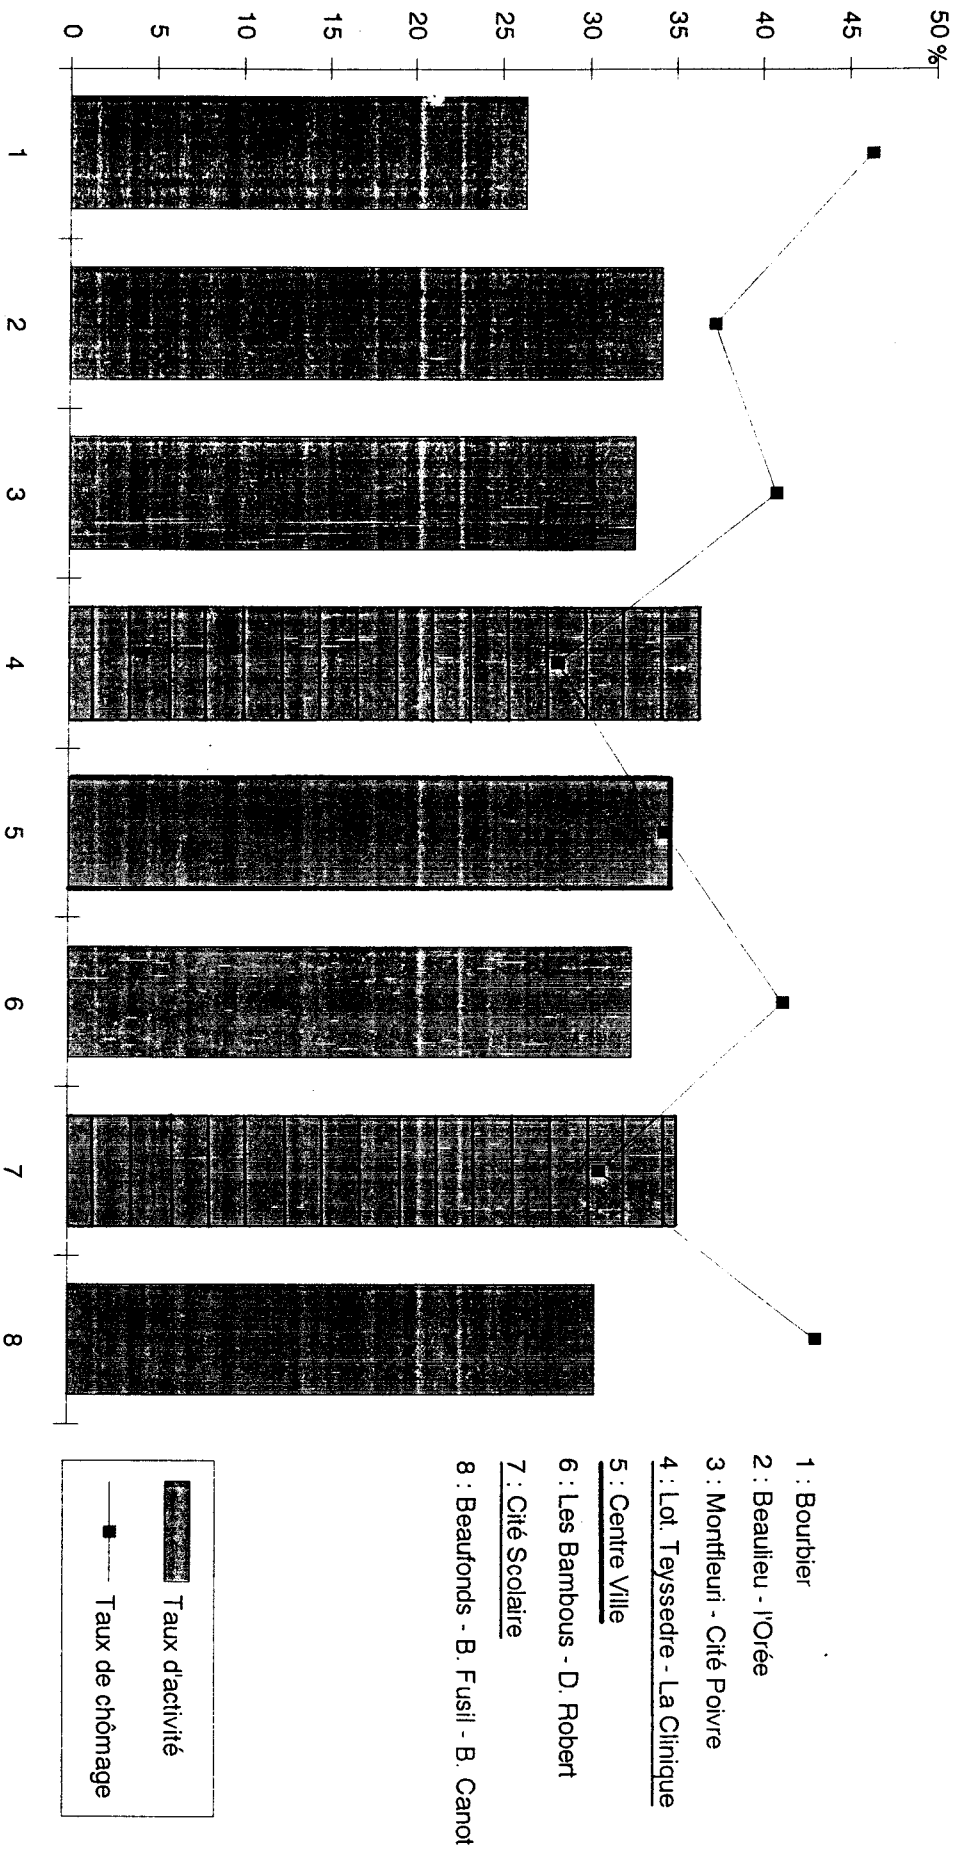 50 %
45
40
35
30
25
20
15
10
5
0
1
2
3
4
5
6
7
8
1 : Bourbier
2 : Beaulieu - l'Orée
3 : Montfleuri - Cité Poivre
4 : Lot. Teyssedre - La Clinique
5 : Centre Ville
6 : Les Bambous - D. Robert
7 : Cité Scolaire
8 : Beaufonds - B. Fusil - B. Canot
Taux d'activité
Taux de chômage